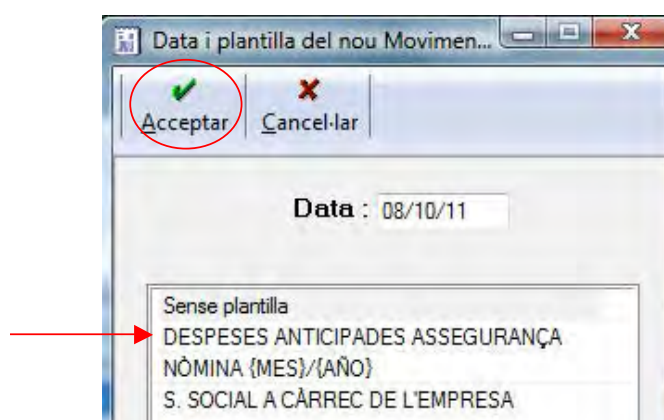 Data i plantilla del nou Movimen...
Acceptar Cancel·lar
Data : 08/10/11
Sense plantilla
DESPESES ANTICIPADES ASSEGURANÇA
NÒMINA {MES}/{AÑO}
S. SOCIAL A CÀRREC DE L'EMPRESA